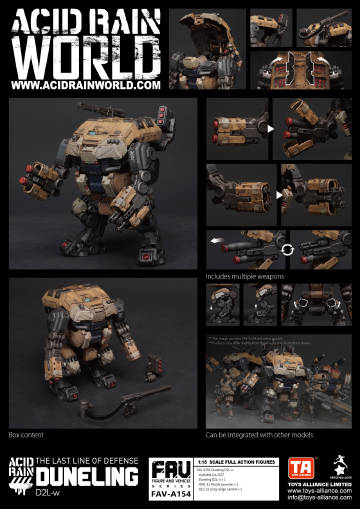 ACID RAIN
WORLD
WWW.ACIDRAINWORLD.COM
Includes multiple weapons
Box content
Can be integrated with other models
ACID
RAIN
THE LAST LINE OF DEFENSE
DUNELING
D2L-w
FAV
FIGURE AND VEHICLE
SERIES
FAV-A154
1:18 SCALE FULL ACTION FIGURES
TA
TOYS ALLIANCE LIMITED
www.toys-alliance.com
info@toys-alliance.com